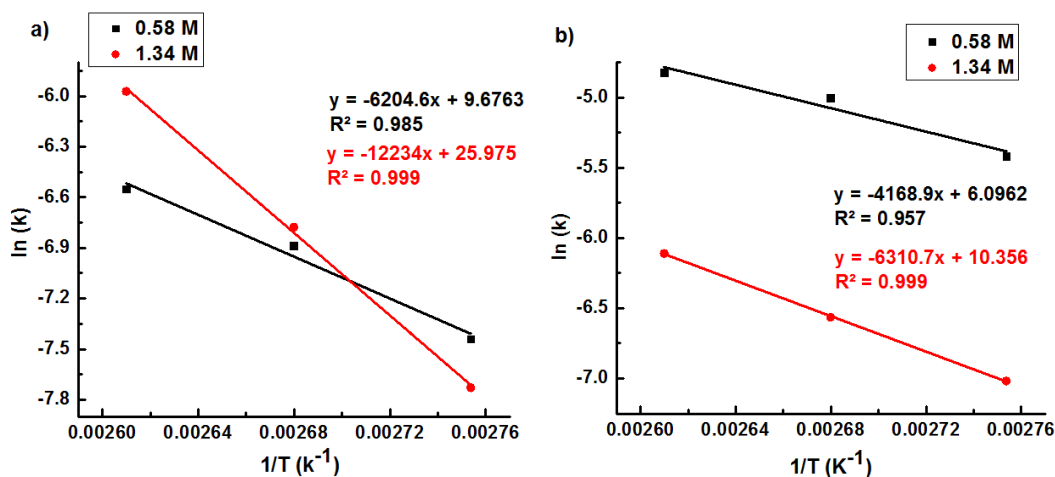 a)
0.58 M
1.34 M
y = -6204.6x + 9.6763
R² = 0.985
y = -12234x + 25.975
R² = 0.999
ln (k)
-6.0
-6.3
-6.6
-6.9
-7.2
-7.5
-7.8
0.00260 0.00264 0.00268 0.00272 0.00276
1/T (k⁻¹)
b)
0.58 M
1.34 M
y = -4168.9x + 6.0962
R² = 0.957
y = -6310.7x + 10.356
R² = 0.999
ln (k)
-5.0
-5.5
-6.0
-6.5
-7.0
0.00260 0.00264 0.00268 0.00272 0.00276
1/T (K⁻¹)